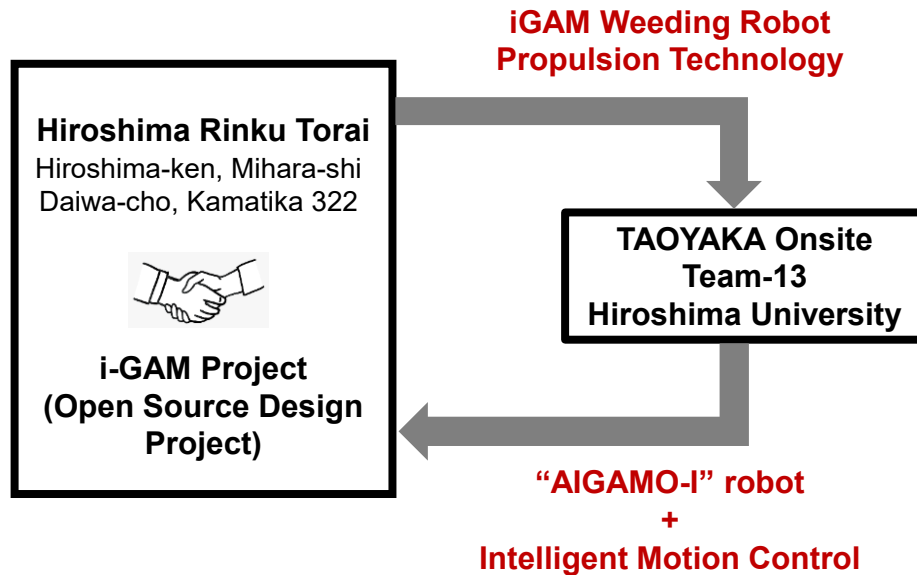 iGAM Weeding Robot
Propulsion Technology
Hiroshima Rinku Torai
Hiroshima-ken, Mihara-shi
Daiwa-cho, Kamatika 322
i-GAM Project
(Open Source Design
Project)
TAOYAKA Onsite
Team-13
Hiroshima University
“AIGAMO-I” robot
+
Intelligent Motion Control